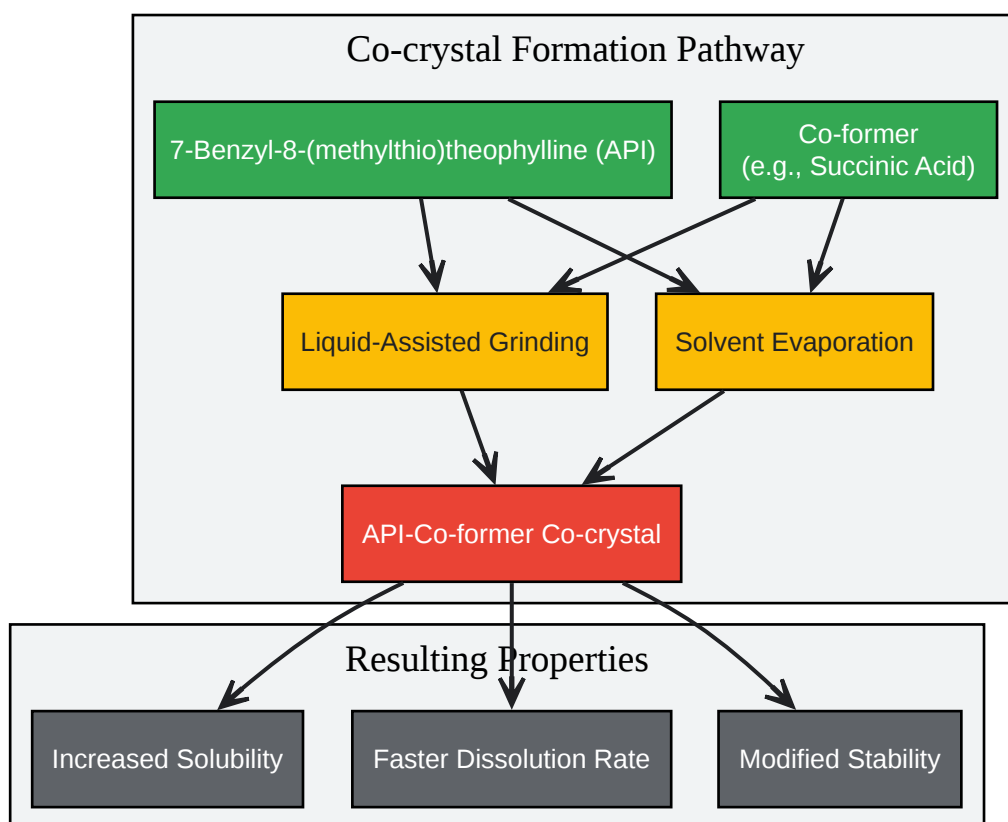 Co-crystal Formation Pathway
7-Benzyl-8-(methylthio)theophylline (API)
Co-former
(e.g., Succinic Acid)
Liquid-Assisted Grinding
Solvent Evaporation
API-Co-former Co-crystal
Resulting Properties
Increased Solubility
Faster Dissolution Rate
Modified Stability